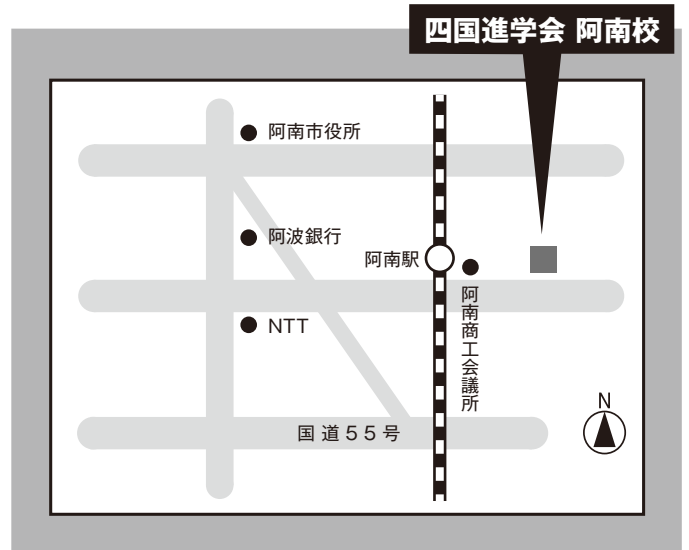 四国進学会 阿南校
阿南市役所
阿波銀行
阿南駅
阿南商工会議所
NTT
国道55号
N